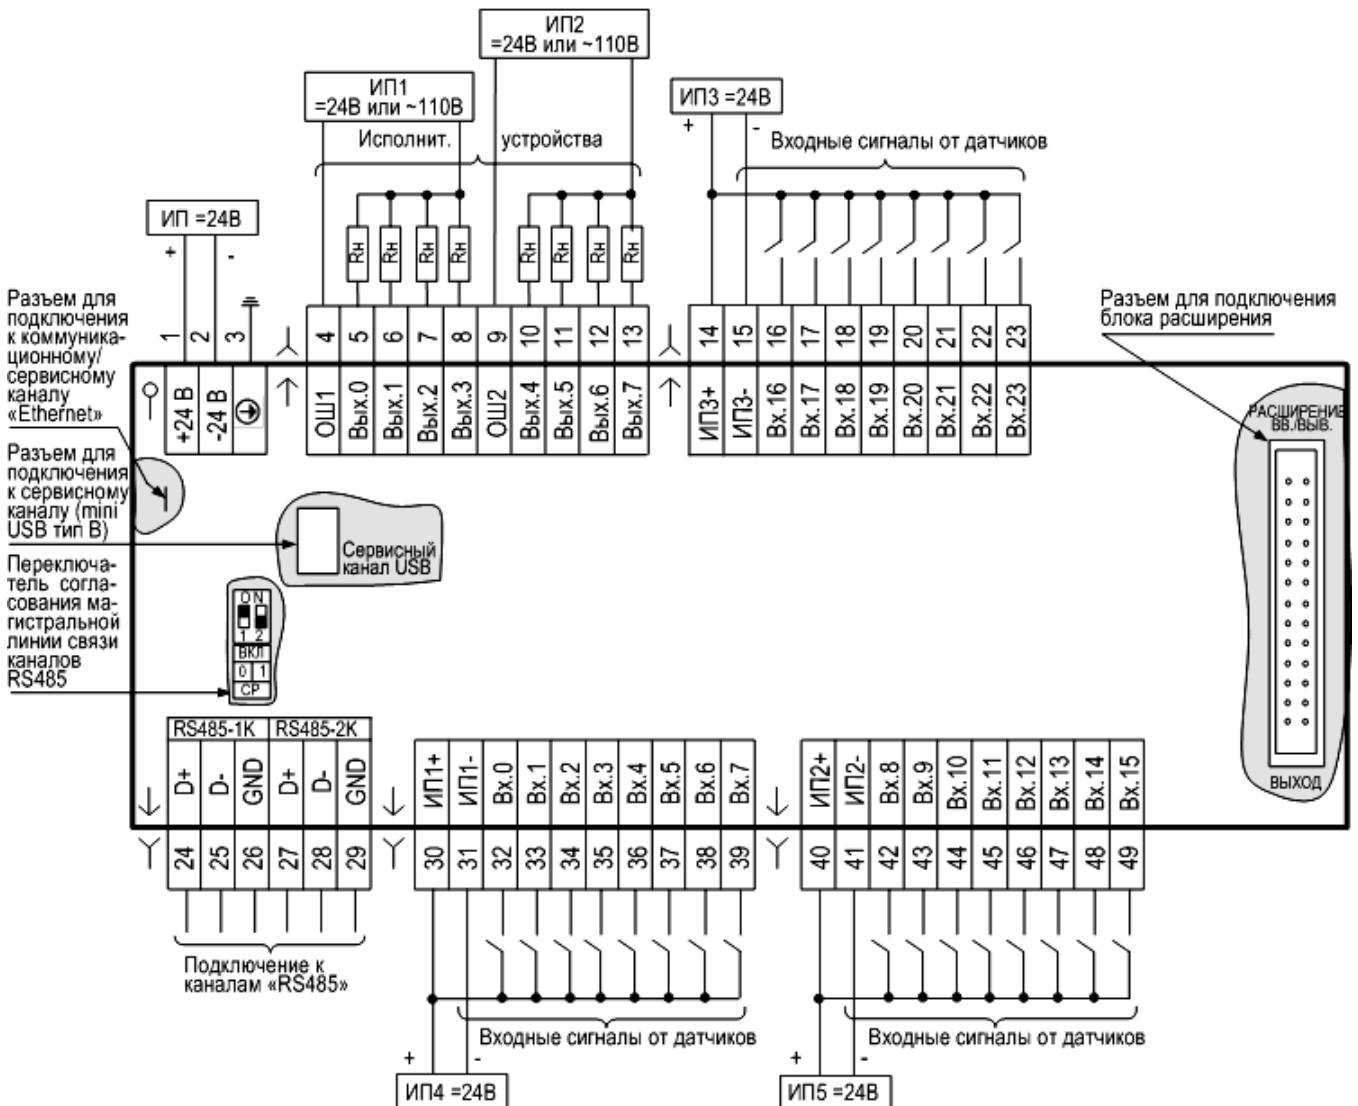 ИП2
=24В или ~110В
ИП1
=24В или ~110В
ИП3 =24В
+ -
Исполнит. устройства
Входные сигналы от датчиков
ИП =24В
+ -
Rн Rн Rн Rн Rн Rн Rн Rн
Разъем для
подключения
к коммуника-
ционному/
сервисному
каналу
«Ethernet»
Разъем для подключения
блока расширения
1 2 3 4 5 6 7 8 9 10 11 12 13 14 15 16 17 18 19 20 21 22 23
+24 В -24 В ОШ1 Вых.0 Вых.1 Вых.2 Вых.3 ОШ2 Вых.4 Вых.5 Вых.6 Вых.7 ИП3+ ИП3- Вх.16 Вх.17 Вх.18 Вх.19 Вх.20 Вх.21 Вх.22 Вх.23
РАСШИРЕНИЕ
ВВ./ВЫВ.
Разъем для
подключения
к сервисному
каналу (mini
USB тип В)
Сервисный
канал USB
Переключа-
тель согла-
сования ма-
гистральной
линии связи
каналов
RS485
ON
1 2
ВКЛ
0 1
СР
RS485-1K RS485-2K
D+ D- GND D+ D- GND ИП1+ ИП1- Вх.0 Вх.1 Вх.2 Вх.3 Вх.4 Вх.5 Вх.6 Вх.7 ИП2+ ИП2- Вх.8 Вх.9 Вх.10 Вх.11 Вх.12 Вх.13 Вх.14 Вх.15
ВЫХОД
24 25 26 27 28 29 30 31 32 33 34 35 36 37 38 39 40 41 42 43 44 45 46 47 48 49
Подключение к
каналам «RS485»
Входные сигналы от датчиков
Входные сигналы от датчиков
+ -
+ -
ИП4 =24В
ИП5 =24В